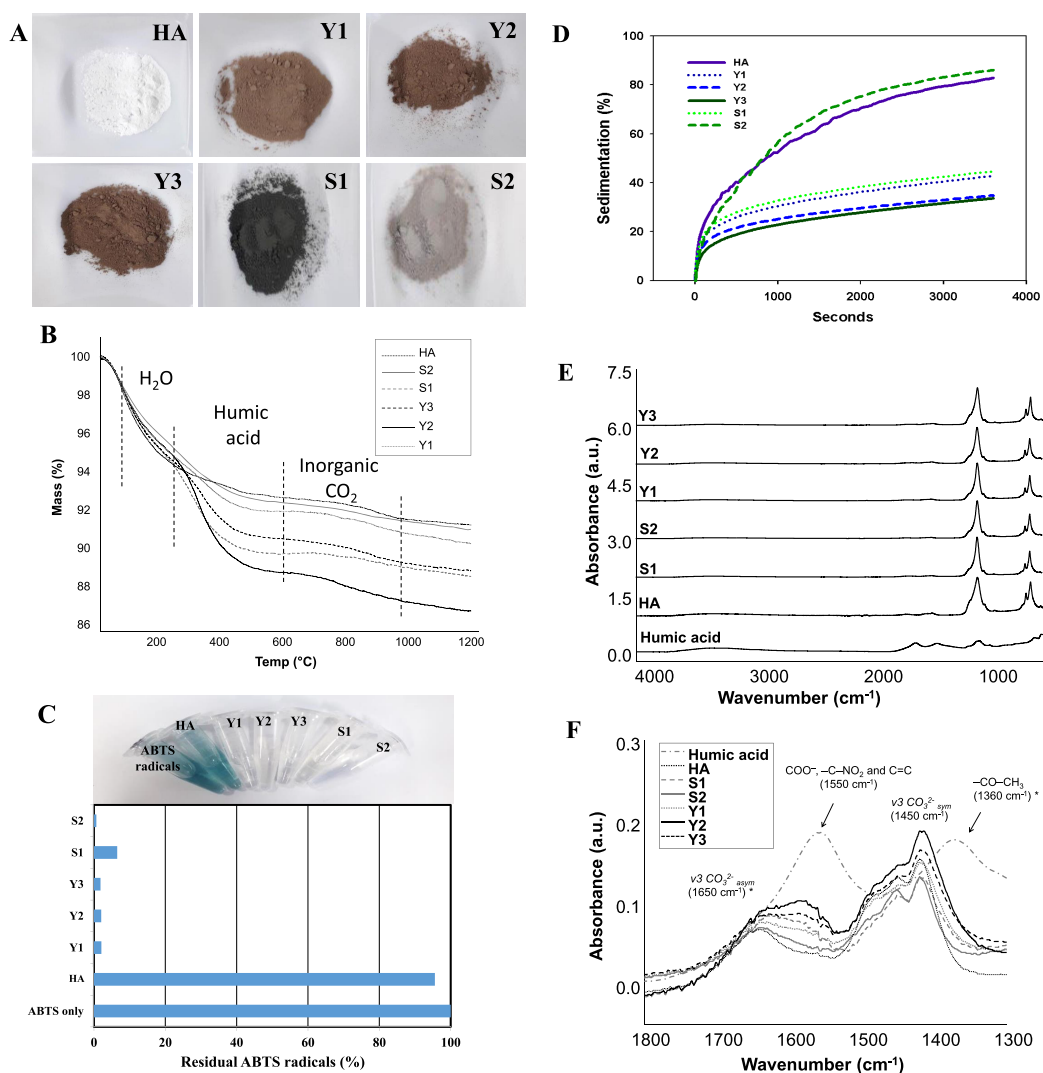 A
HA
Y1
Y2
Y3
S1
S2
B
100
98
96
94
92
90
88
86
Mass (%)
H2O
Humic
acid
Inorganic
CO2
HA
S2
S1
Y3
Y2
Y1
200
400
600
800
1000
1200
Temp (°C)
C
ABTS
radicals
HA
Y1
Y2
Y3
S1
S2
S2
S1
Y3
Y2
Y1
HA
ABTS only
0
20
40
60
80
100
Residual ABTS radicals (%)
D
100
80
60
40
20
0
Sedimentation (%)
HA
Y1
Y2
Y3
S1
S2
0
1000
2000
3000
4000
Seconds
E
7.5
6.0
4.5
3.0
1.5
0.0
Absorbance (a.u.)
Y3
Y2
Y1
S2
S1
HA
Humic acid
4000
3000
2000
1000
Wavenumber (cm-1)
F
0.3
0.2
0.1
0.0
Absorbance (a.u.)
Humic acid
HA
S1
S2
Y1
Y2
Y3
COO–, –C–NO2 and C=C
(1550 cm–1)
–CO–CH3
(1360 cm–1) *
v3 CO32- sym
(1450 cm–1)
v3 CO32- asym
(1650 cm–1) *
1800
1700
1600
1500
1400
1300
Wavenumber (cm-1)